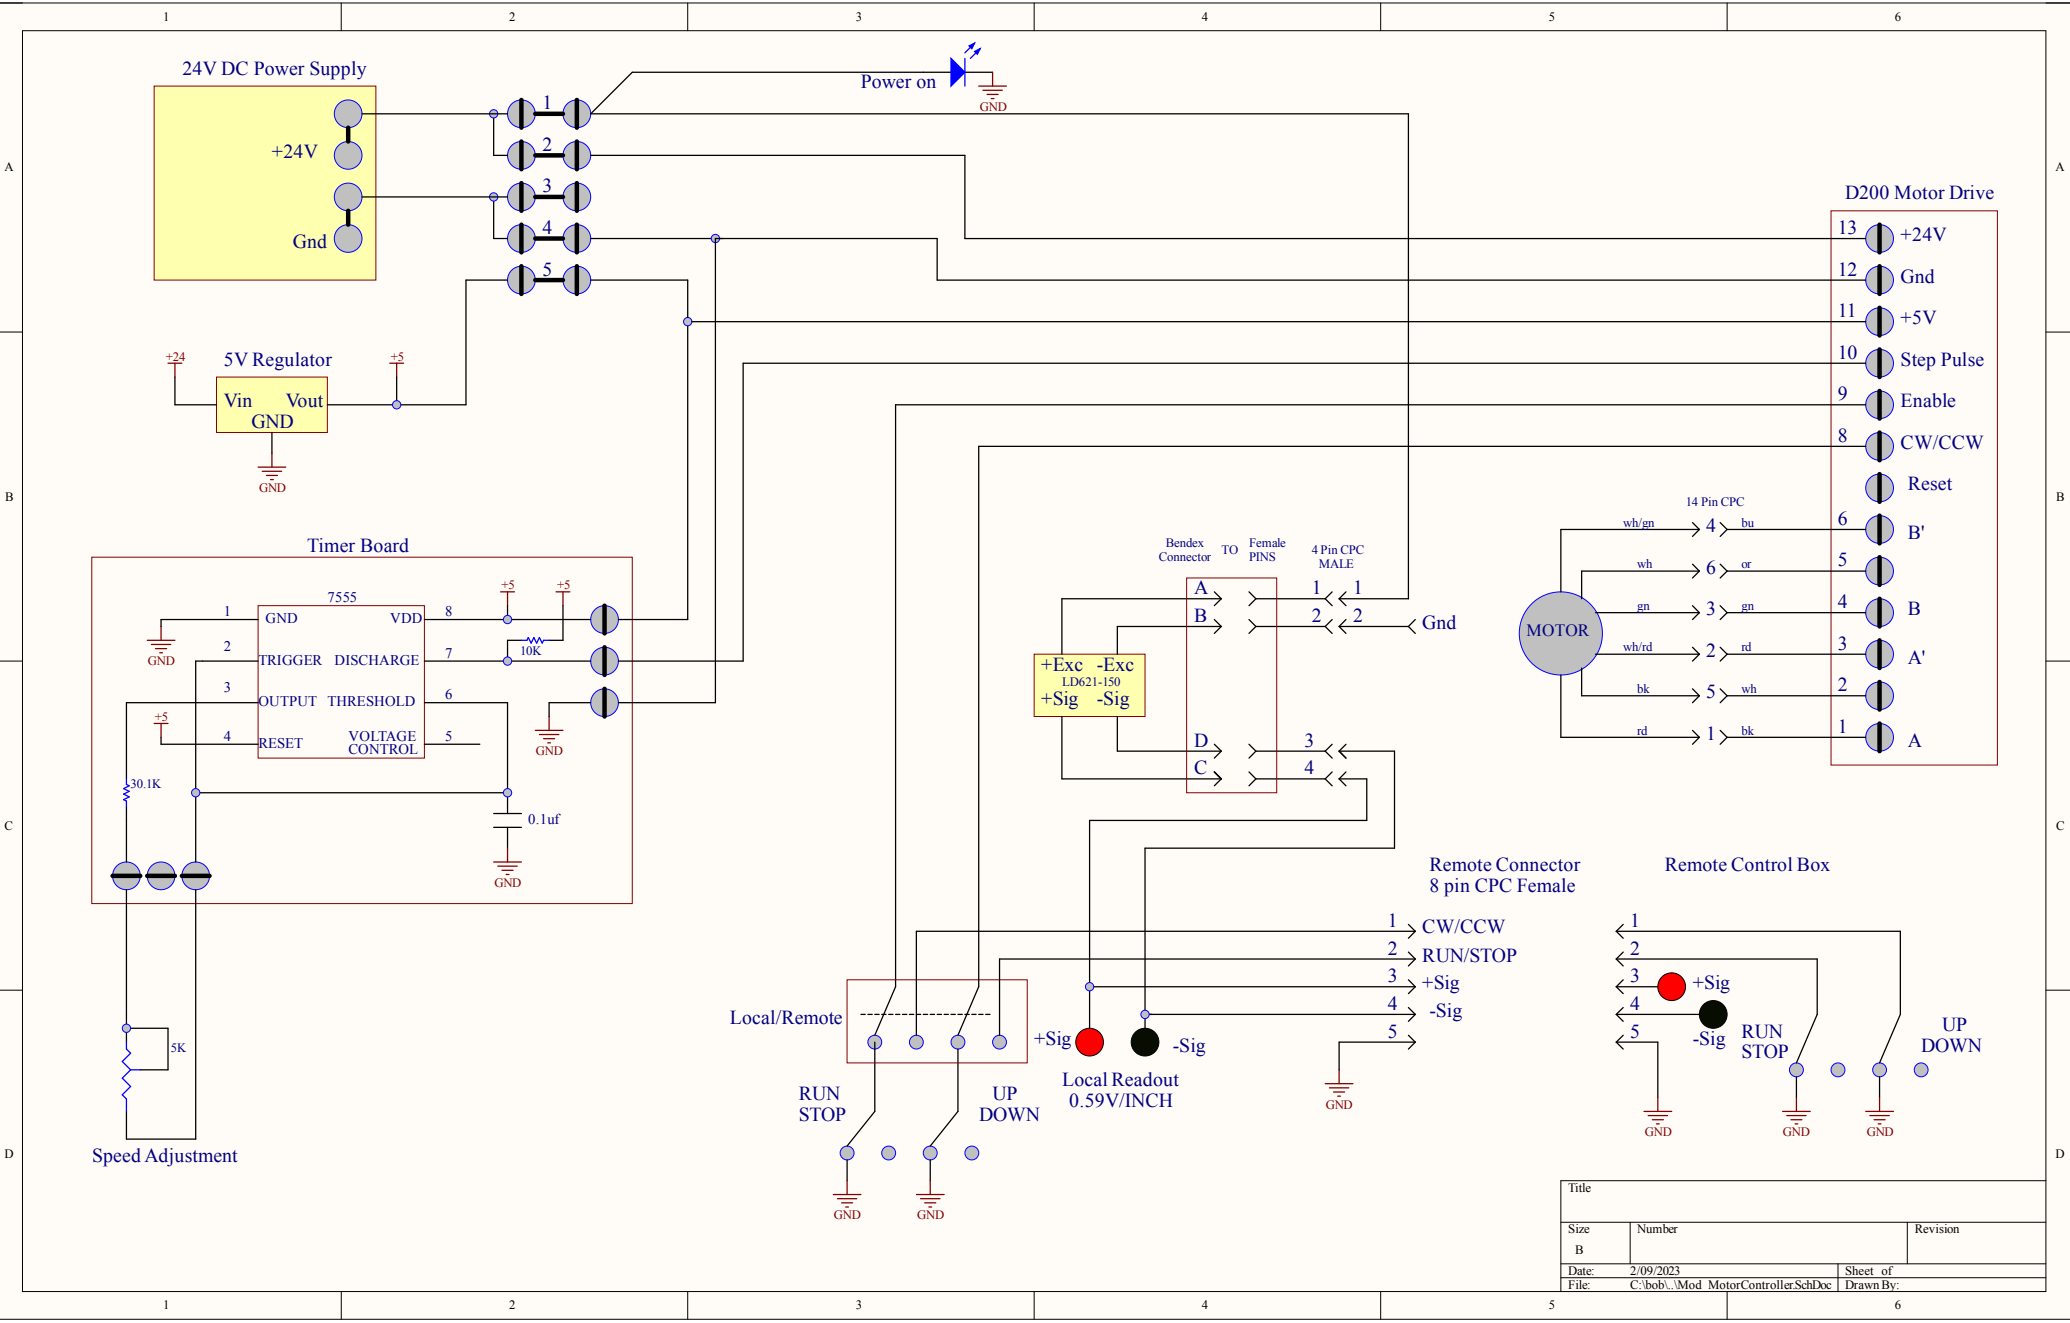 1 2 3 4 5 6
A A
B B
C C
D D
24V DC Power Supply
+24V
Gnd
1
2
3
4
5
Power on
GND
D200 Motor Drive
13 +24V
12 Gnd
11 +5V
10 Step Pulse
9 Enable
8 CW/CCW
Reset
6 B'
5
4 B
3 A'
2
1 A
5V Regulator
+24
+5
Vin Vout
GND
GND
14 Pin CPC
wh/gn 4 bu
wh 6 or
gn 3 gn
wh/rd 2 rd
bk 5 wh
rd 1 bk
MOTOR
Timer Board
7555
+5 +5
1 GND VDD 8
2 TRIGGER DISCHARGE 7
3 OUTPUT THRESHOLD 6
4 RESET VOLTAGE
CONTROL 5
GND
10K
+5
GND
30.1K
0.1uf
GND
5K
Speed Adjustment
Bendex
Connector
TO
Female
PINS
4 Pin CPC
MALE
A 1 1
B 2 2 Gnd
+Exc -Exc
LD621-150
+Sig -Sig
D 3
C 4
Remote Connector
8 pin CPC Female
1 CW/CCW
2 RUN/STOP
3 +Sig
4 -Sig
5
GND
Remote Control Box
1
2
3 +Sig
4
-Sig
5
RUN
STOP
UP
DOWN
GND GND GND
Local/Remote
+Sig
-Sig
Local Readout
0.59V/INCH
RUN
STOP
UP
DOWN
GND GND
Title
Size
B
Number
Revision
Date: 2/09/2023 Sheet of
File: C:\bob\..\Mod MotorController.SchDoc Drawn By:
1 2 3 4 5 6